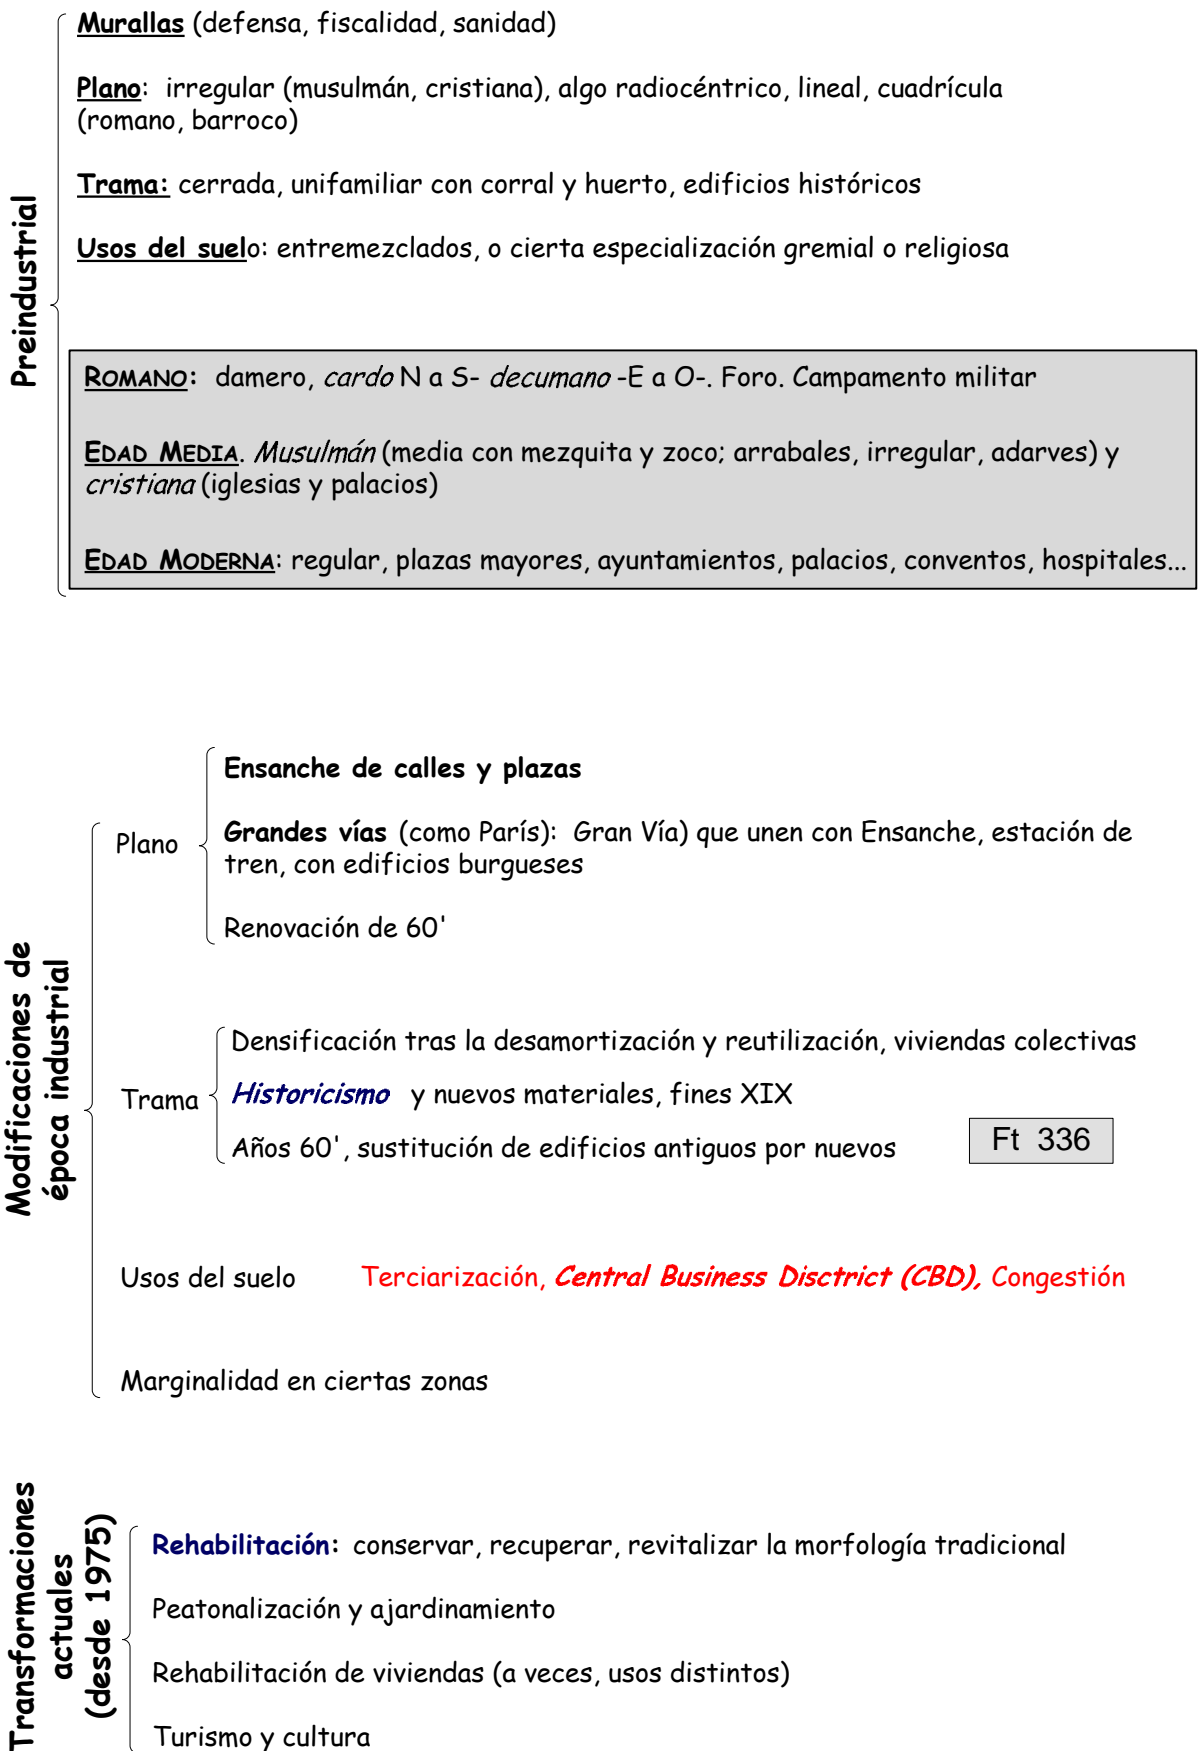 Preindustrial
Murallas (defensa, fiscalidad, sanidad)
Plano: irregular (musulmán, cristiana), algo radiocéntrico, lineal, cuadrícula
(romano, barroco)
Trama: cerrada, unifamiliar con corral y huerto, edificios históricos
Usos del suelo: entremezclados, o cierta especialización gremial o religiosa
ROMANO: damero, cardo N a S- decumano -E a O-. Foro. Campamento militar
EDAD MEDIA. Musulmán (media con mezquita y zoco; arrabales, irregular, adarves) y
cristiana (iglesias y palacios)
EDAD MODERNA: regular, plazas mayores, ayuntamientos, palacios, conventos, hospitales...
Modificaciones de
época industrial
Plano
Ensanche de calles y plazas
Grandes vías (como París): Gran Vía) que unen con Ensanche, estación de
tren, con edificios burgueses
Renovación de 60'
Trama
Densificación tras la desamortización y reutilización, viviendas colectivas
Historicismo y nuevos materiales, fines XIX
Años 60', sustitución de edificios antiguos por nuevos
Ft 336
Usos del suelo Terciarización, Central Business Disctrict (CBD), Congestión
Marginalidad en ciertas zonas
Transformaciones
actuales
(desde 1975)
Rehabilitación: conservar, recuperar, revitalizar la morfología tradicional
Peatonalización y ajardinamiento
Rehabilitación de viviendas (a veces, usos distintos)
Turismo y cultura